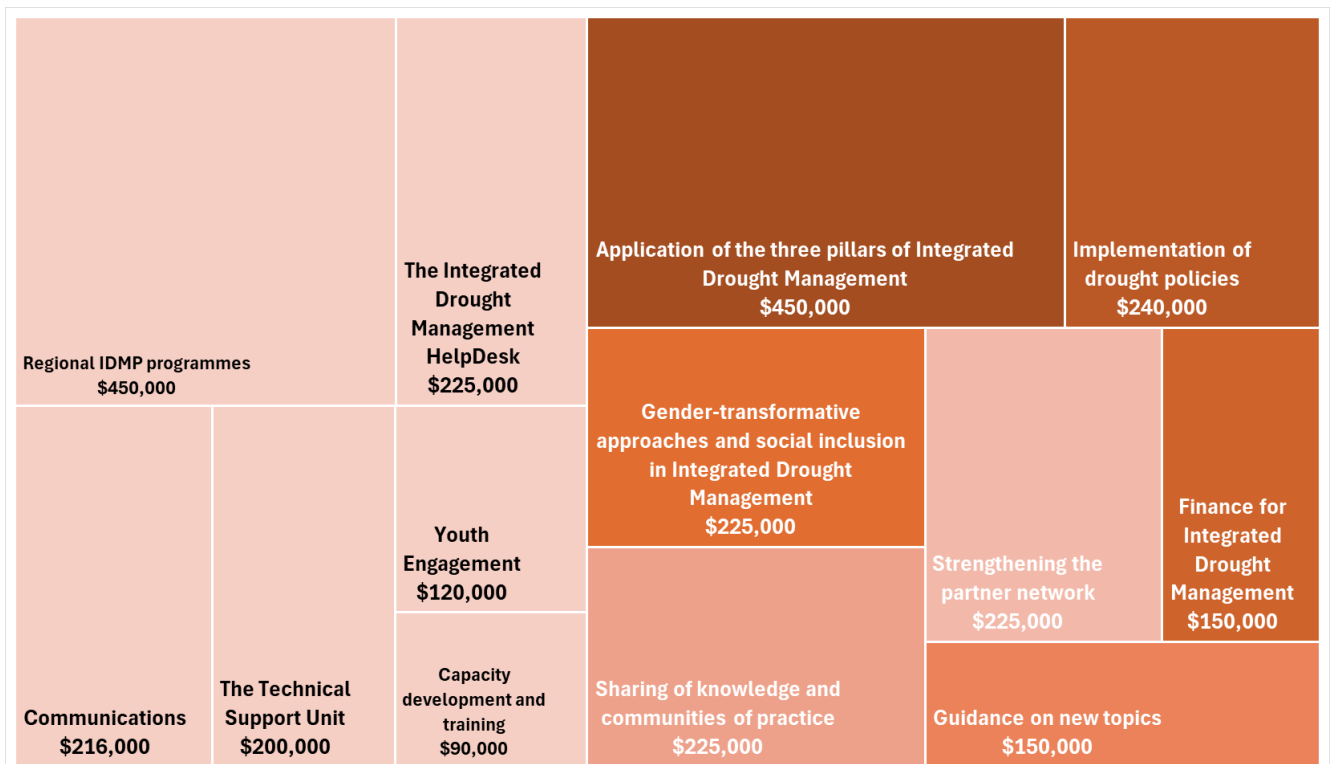 Regional IDMP programmes
$450,000
The Integrated
Drought
Management
HelpDesk
$225,000
Communications
$216,000
The Technical
Support Unit
$200,000
Youth
Engagement
$120,000
Capacity
development and
training
$90,000
Application of the three pillars of Integrated
Drought Management
$450,000
Implementation of
drought policies
$240,000
Gender-transformative
approaches and social inclusion
in Integrated Drought
Management
$225,000
Sharing of knowledge and
communities of practice
$225,000
Strengthening the
partner network
$225,000
Finance for
Integrated
Drought
Management
$150,000
Guidance on new topics
$150,000